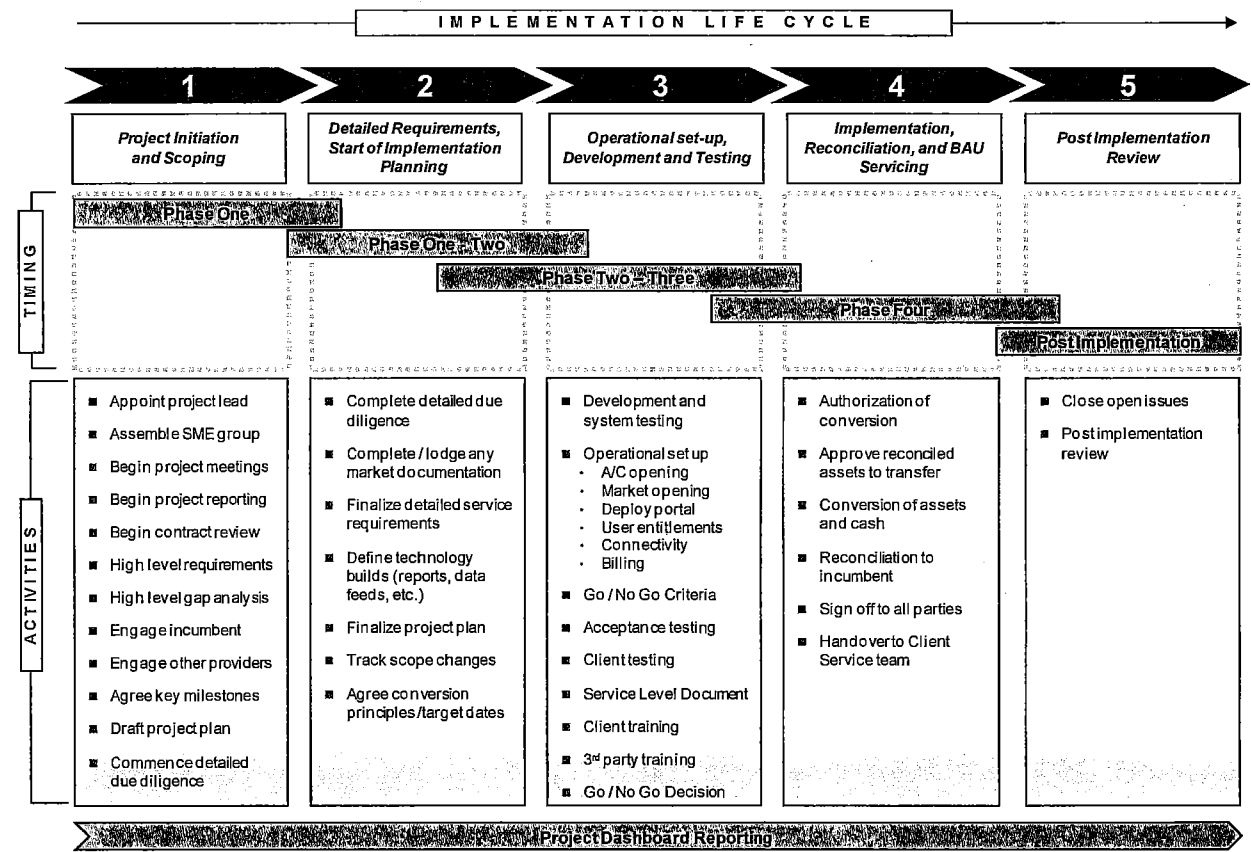 IMPLEMENTATION LIFE CYCLE
1
2
3
4
5
Project Initiation
and Scoping
Detailed Requirements,
Start of Implementation
Planning
Operational set-up,
Development and Testing
Implementation,
Reconciliation, and BAU
Servicing
Post Implementation
Review
TIMING
Phase One
Phase One - Two
Phase Two – Three
Phase Four
Post Implementation
ACTIVITIES
■ Appoint project lead
■ Assemble SME group
■ Begin project meetings
■ Begin project reporting
■ Begin contract review
■ High level requirements
■ High level gap analysis
■ Engage incumbent
■ Engage other providers
■ Agree key milestones
■ Draft project plan
■ Commence detailed
due diligence
■ Complete detailed due
diligence
■ Complete / lodge any
market documentation
■ Finalize detailed service
requirements
■ Define technology
builds (reports, data
feeds, etc.)
■ Finalize project plan
■ Track scope changes
■ Agree conversion
principles/target dates
■ Development and
system testing
■ Operational set up
• A/C opening
• Market opening
• Deploy portal
• User entitlements
• Connectivity
• Billing
■ Go / No Go Criteria
■ Acceptance testing
■ Client testing
■ Service Level Document
■ Client training
■ 3rd party training
■ Go / No Go Decision
■ Authorization of
conversion
■ Approve reconciled
assets to transfer
■ Conversion of assets
and cash
■ Reconciliation to
incumbent
■ Sign off to all parties
■ Handover to Client
Service team
■ Close open issues
■ Post implementation
review
Project Dashboard Reporting